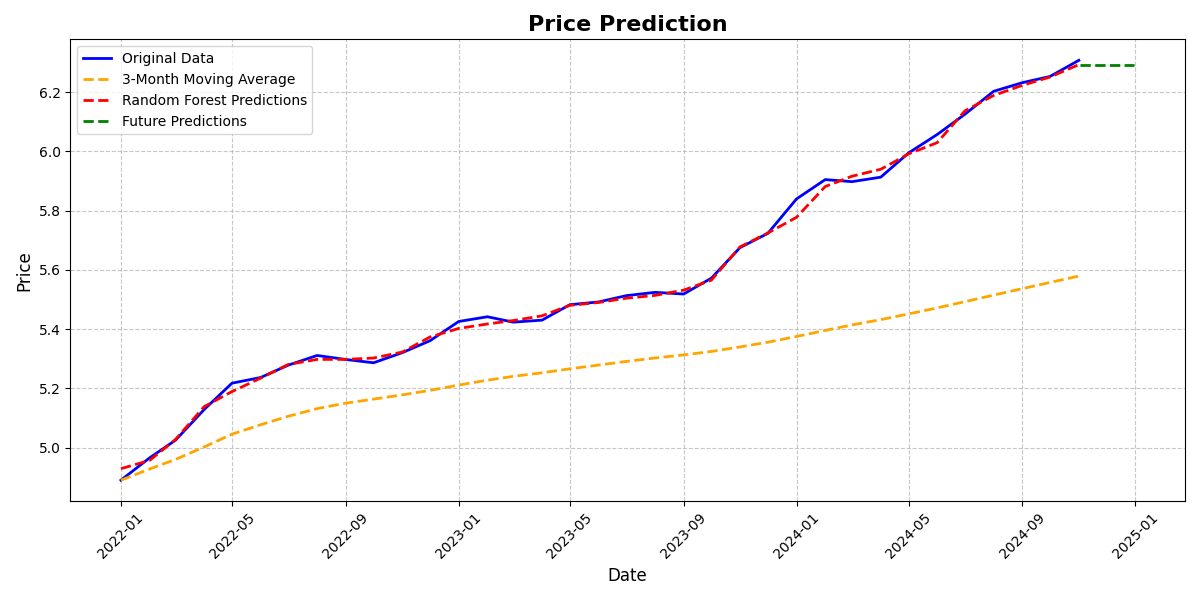 Price Prediction
Original Data
3-Month Moving Average
Random Forest Predictions
Future Predictions
Price
6.2
6.0
5.8
5.6
5.4
5.2
5.0
2022-01
2022-05
2022-09
2023-01
2023-05
2023-09
2024-01
2024-05
2024-09
2025-01
Date